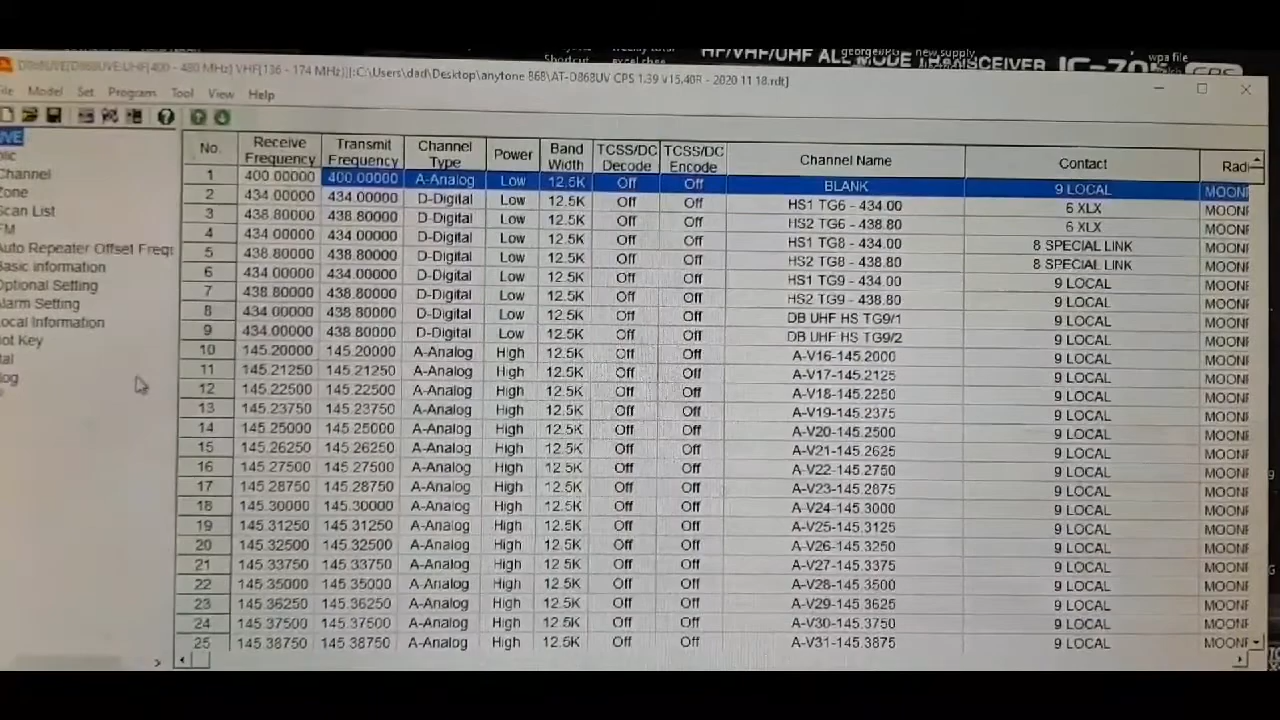 HF/VHF/UHF ALL MODE TRANSCEIVER
new supply
wpa file
D868UVE[D868UVE:UHF{400 - 480 MHz} VHF{136 - 174 MHz}]|:C:\Users\dad\Desktop\anytone 868\AT-D868UV CPS 1.39 v15,40R - 2020 11 18.rdt]
Model Set Program Tool View Help
No. Receive Frequency Transmit Frequency Channel Type Power Band Width TCSS/DC Decode TCSS/DC Encode Channel Name Contact
Channel
Zone
Scan List
FM
Auto Repeater Offset Freq
Basic information
Optional Setting
Alarm Setting
Local Information
Hot Key
1 400.00000 400.00000 A-Analog Low 12.5K Off Off BLANK 9 LOCAL
2 434.00000 434.00000 D-Digital Low 12.5K Off Off HS1 TG6 - 434.00 6 XLX
3 438.80000 438.80000 D-Digital Low 12.5K Off Off HS2 TG6 - 438.80 6 XLX
4 434.00000 434.00000 D-Digital Low 12.5K Off Off HS1 TG8 - 434.00 8 SPECIAL LINK
5 438.80000 438.80000 D-Digital Low 12.5K Off Off HS2 TG8 - 438.80 8 SPECIAL LINK
6 434.00000 434.00000 D-Digital Low 12.5K Off Off HS1 TG9 - 434.00 9 LOCAL
7 438.80000 438.80000 D-Digital Low 12.5K Off Off HS2 TG9 - 438.80 9 LOCAL
8 434.00000 438.80000 D-Digital Low 12.5K Off Off DB UHF HS TG9/1 9 LOCAL
9 434.00000 438.80000 D-Digital Low 12.5K Off Off DB UHF HS TG9/2 9 LOCAL
10 145.20000 145.20000 A-Analog High 12.5K Off Off A-V16-145.2000 9 LOCAL
11 145.21250 145.21250 A-Analog High 12.5K Off Off A-V17-145.2125 9 LOCAL
12 145.22500 145.22500 A-Analog High 12.5K Off Off A-V18-145.2250 9 LOCAL
13 145.23750 145.23750 A-Analog High 12.5K Off Off A-V19-145.2375 9 LOCAL
14 145.25000 145.25000 A-Analog High 12.5K Off Off A-V20-145.2500 9 LOCAL
15 145.26250 145.26250 A-Analog High 12.5K Off Off A-V21-145.2625 9 LOCAL
16 145.27500 145.27500 A-Analog High 12.5K Off Off A-V22-145.2750 9 LOCAL
17 145.28750 145.28750 A-Analog High 12.5K Off Off A-V23-145.2875 9 LOCAL
18 145.30000 145.30000 A-Analog High 12.5K Off Off A-V24-145.3000 9 LOCAL
19 145.31250 145.31250 A-Analog High 12.5K Off Off A-V25-145.3125 9 LOCAL
20 145.32500 145.32500 A-Analog High 12.5K Off Off A-V26-145.3250 9 LOCAL
21 145.33750 145.33750 A-Analog High 12.5K Off Off A-V27-145.3375 9 LOCAL
22 145.35000 145.35000 A-Analog High 12.5K Off Off A-V28-145.3500 9 LOCAL
23 145.36250 145.36250 A-Analog High 12.5K Off Off A-V29-145.3625 9 LOCAL
24 145.37500 145.37500 A-Analog High 12.5K Off Off A-V30-145.3750 9 LOCAL
25 145.38750 145.38750 A-Analog High 12.5K Off Off A-V31-145.3875 9 LOCAL